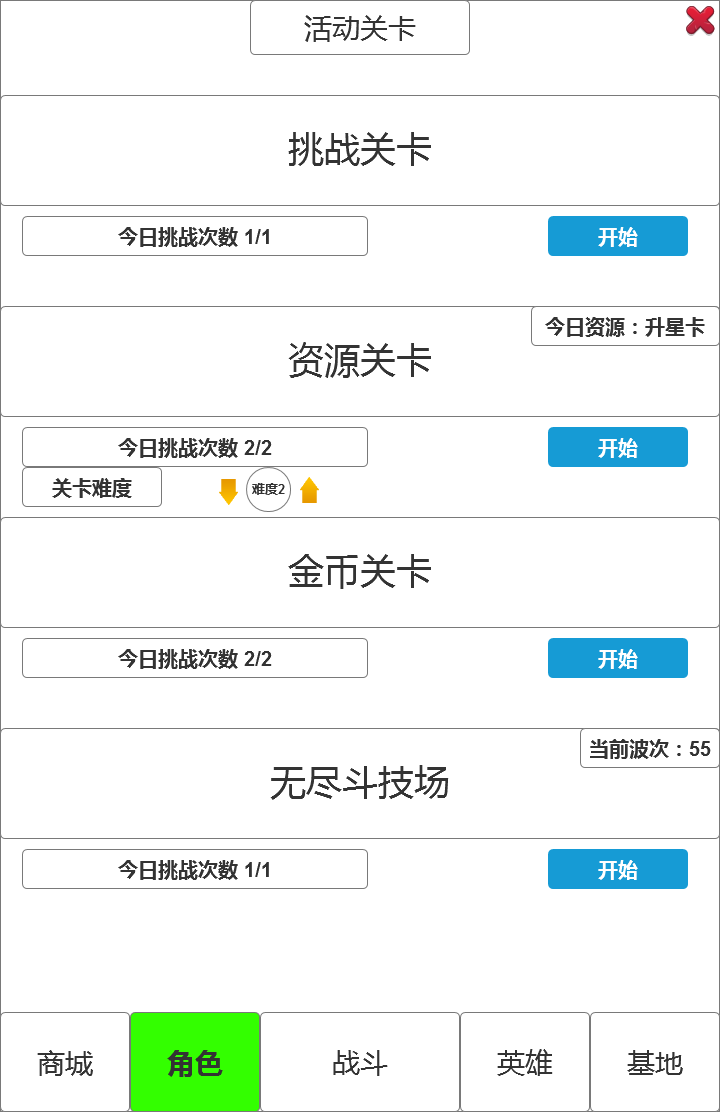 活动关卡
挑战关卡
今日挑战次数 1/1
开始
今日资源：升星卡
资源关卡
今日挑战次数 2/2
开始
关卡难度
难度2
金币关卡
今日挑战次数 2/2
开始
当前波次：55
无尽斗技场
今日挑战次数 1/1
开始
商城
角色
战斗
英雄
基地